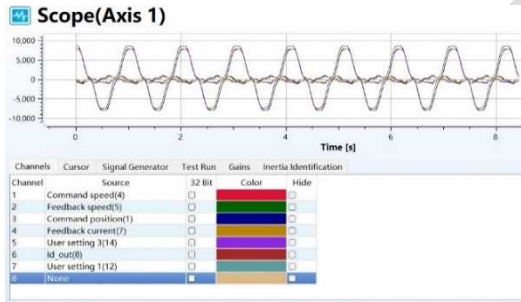 Scope(Axis 1)
10,000
5,000
0
-5,000
-10,000
0 2 4 6 8
Time [s]
Channels Cursor Signal Generator Test Run Gains Inertia Identification
Channel Source 32 Bit Color Hide
1 Command speed(4)
2 Feedback speed(5)
3 Command position(1)
4 Feedback current(7)
5 User setting 3(14)
6 Id_out(8)
7 User setting 1(12)
8 None